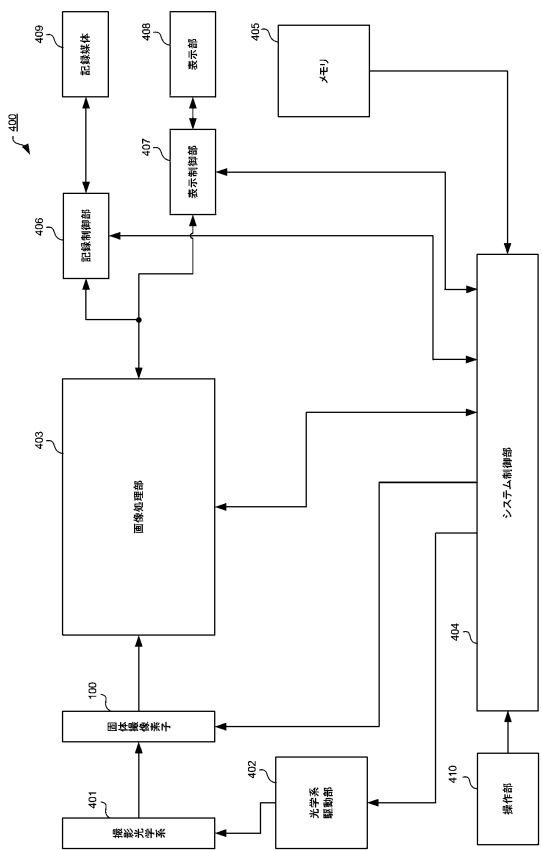 400
401
撮影光学系
100
固体撮像素子
403
画像処理部
406
記録制御部
409
記録媒体
407
表示制御部
408
表示部
402
光学系
駆動部
405
メモリ
404
システム制御部
410
操作部